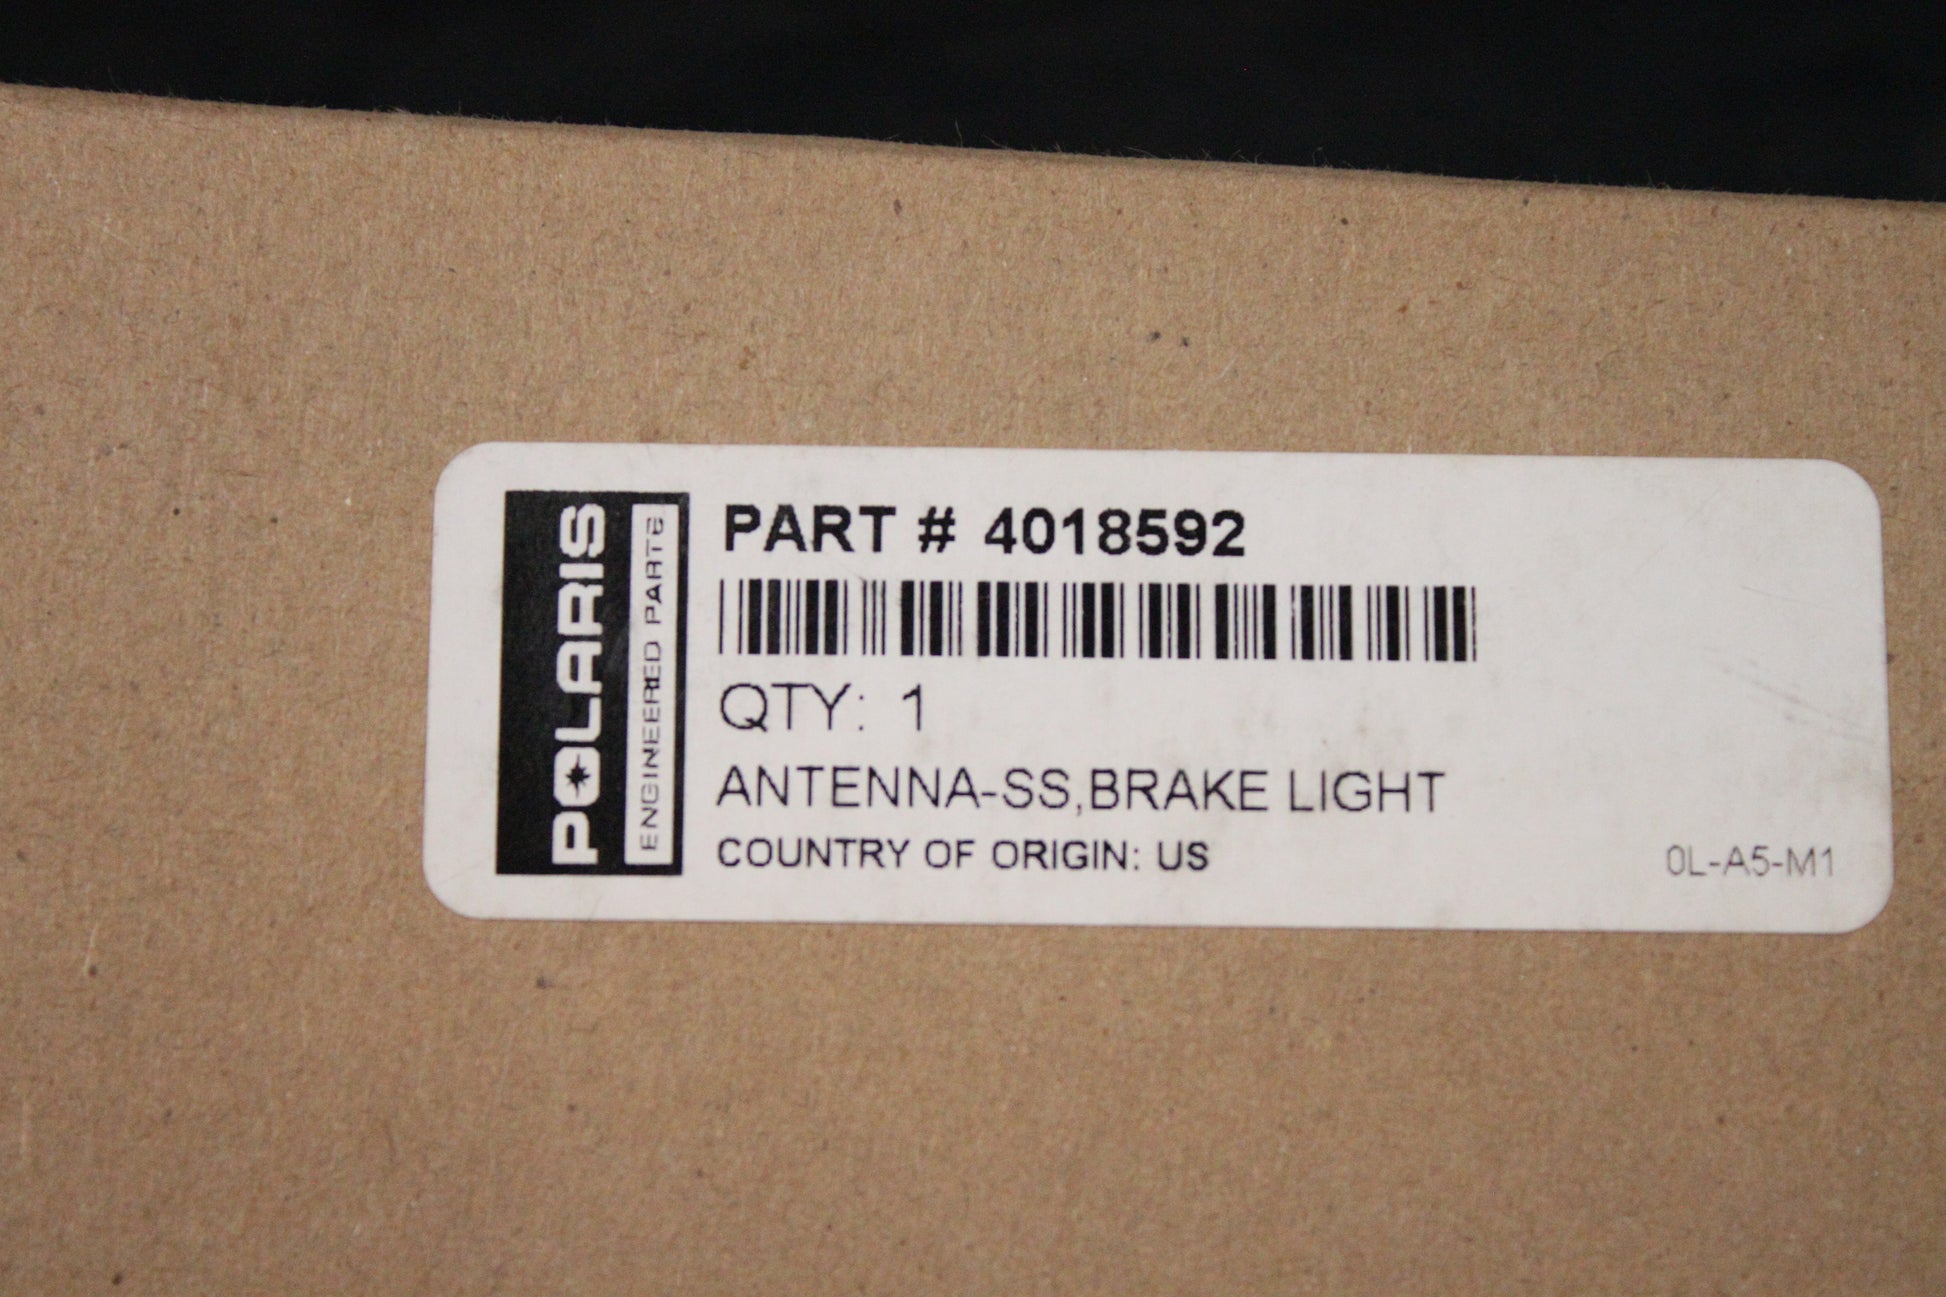 POLARIS
ENGINEERED PARTS
PART # 4018592
QTY: 1
ANTENNA-SS,BRAKE LIGHT
COUNTRY OF ORIGIN: US
0L-A5-M1